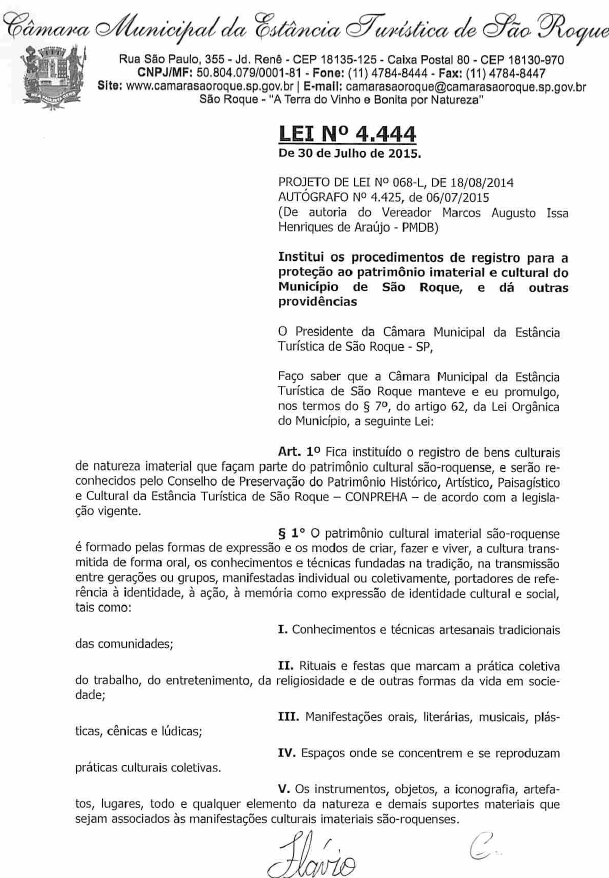 Câmara Municipal da Estância Turística de São Roque
Rua São Paulo, 355 - Jd. Renê - CEP 18135-125 - Caixa Postal 80 - CEP 18130-970
CNPJ/MF: 50.804.079/0001-81 - Fone: (11) 4784-8444 - Fax: (11) 4784-8447
Site: www.camarasaoroque.sp.gov.br | E-mail: camarasaoroque@camarasaoroque.sp.gov.br
São Roque - "A Terra do Vinho e Bonita por Natureza"
LEI Nº 4.444
De 30 de Julho de 2015.
PROJETO DE LEI Nº 068-L, DE 18/08/2014
AUTÓGRAFO Nº 4.425, de 06/07/2015
(De autoria do Vereador Marcos Augusto Issa
Henriques de Araújo - PMDB)
Institui os procedimentos de registro para a
proteção ao patrimônio imaterial e cultural do
Município de São Roque, e dá outras
providências
O Presidente da Câmara Municipal da Estância
Turística de São Roque - SP,
Faço saber que a Câmara Municipal da Estância
Turística de São Roque manteve e eu promulgo,
nos termos do § 7º, do artigo 62, da Lei Orgânica
do Município, a seguinte Lei:
Art. 1º Fica instituído o registro de bens culturais
de natureza imaterial que façam parte do patrimônio cultural são-roquense, e serão re-
conhecidos pelo Conselho de Preservação do Patrimônio Histórico, Artístico, Paisagístico
e Cultural da Estância Turística de São Roque – CONPREHA – de acordo com a legisla-
ção vigente.
§ 1° O patrimônio cultural imaterial são-roquense
é formado pelas formas de expressão e os modos de criar, fazer e viver, a cultura trans-
mitida de forma oral, os conhecimentos e técnicas fundadas na tradição, na transmissão
entre gerações ou grupos, manifestadas individual ou coletivamente, portadores de refe-
rência à identidade, à ação, à memória como expressão de identidade cultural e social,
tais como:
I. Conhecimentos e técnicas artesanais tradicionais
das comunidades;
II. Rituais e festas que marcam a prática coletiva
do trabalho, do entretenimento, da religiosidade e de outras formas da vida em socie-
dade;
III. Manifestações orais, literárias, musicais, plás-
ticas, cênicas e lúdicas;
IV. Espaços onde se concentrem e se reproduzam
práticas culturais coletivas.
V. Os instrumentos, objetos, a iconografia, artefa-
tos, lugares, todo e qualquer elemento da natureza e demais suportes materiais que
sejam associados às manifestações culturais imateriais são-roquenses.
Flávio